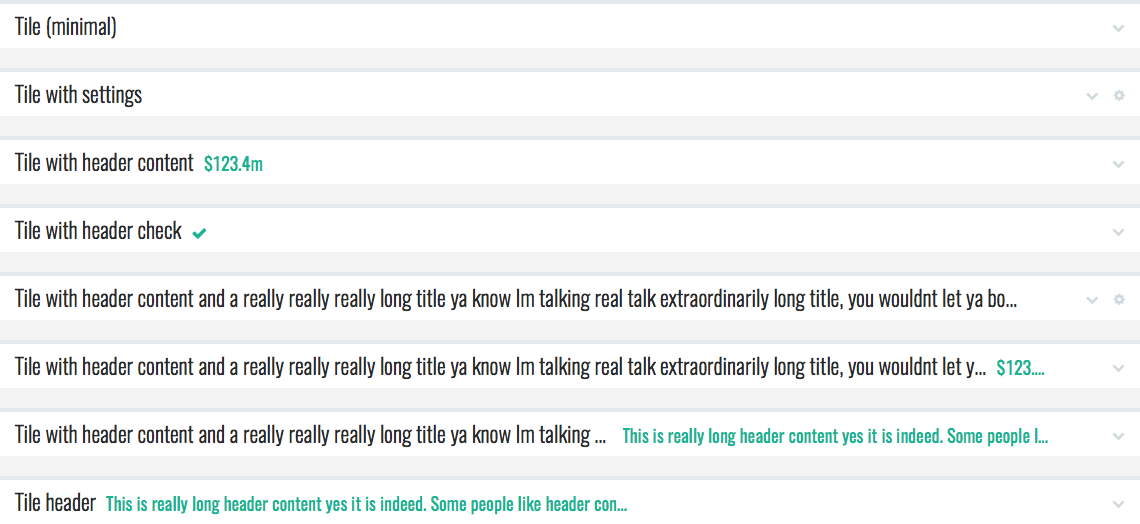 Tile (minimal)
Tile with settings
Tile with header content $123.4m
Tile with header check
Tile with header content and a really really really long title ya know Im talking real talk extraordinarily long title, you wouldnt let ya bo...
Tile with header content and a really really really long title ya know Im talking real talk extraordinarily long title, you wouldnt let y... $123....
Tile with header content and a really really really long title ya know Im talking ... This is really long header content yes it is indeed. Some people l...
Tile header This is really long header content yes it is indeed. Some people like header con...